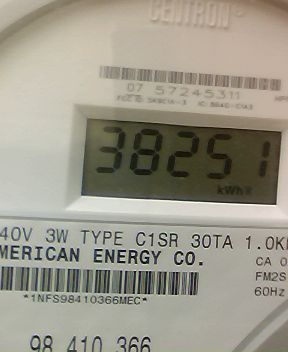 CENTRON®
07 57245311
38251
kWh
40V 3W TYPE C1SR 30TA 1.0K
MERICAN ENERGY CO.
CA 0
FM2S
60Hz
*1NFS98410366MEC*
98 410 366